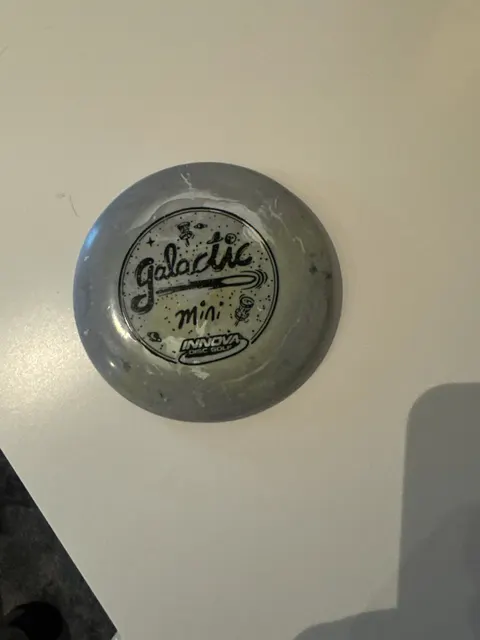 galactic
mini
INNOVA
DISC GOLF